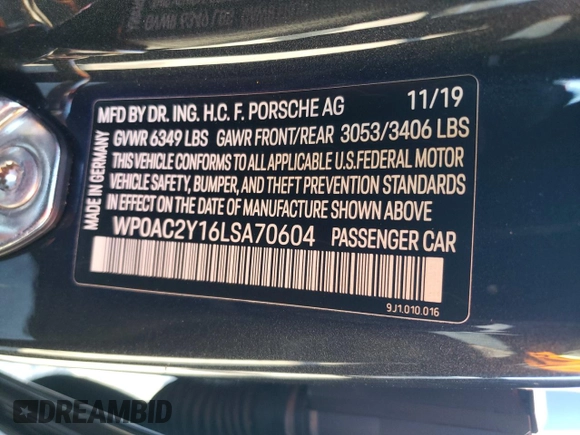 MFD BY DR. ING. H.C. F. PORSCHE AG 11/19
GVWR 6349 LBS GAWR FRONT/REAR 3053/3406 LBS
THIS VEHICLE CONFORMS TO ALL APPLICABLE U.S.FEDERAL MOTOR
VEHICLE SAFETY, BUMPER, AND THEFT PREVENTION STANDARDS
IN EFFECT ON THE DATE OF MANUFACTURE SHOWN ABOVE.
WP0AC2Y16LSA70604 PASSENGER CAR
MADE IN GERMANY
9J1.010.016
DREAMBID